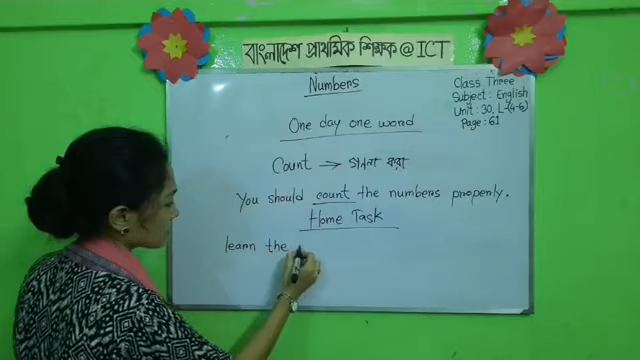 বাংলাদেশ প্রাথমিক শিক্ষক @ ICT
Numbers
Class Three
Subject: English
Unit: 30, L-(4-6)
Page: 61
One day one word
Count → গণনা করা
You should count the numbers properly.
Home Task
learn the